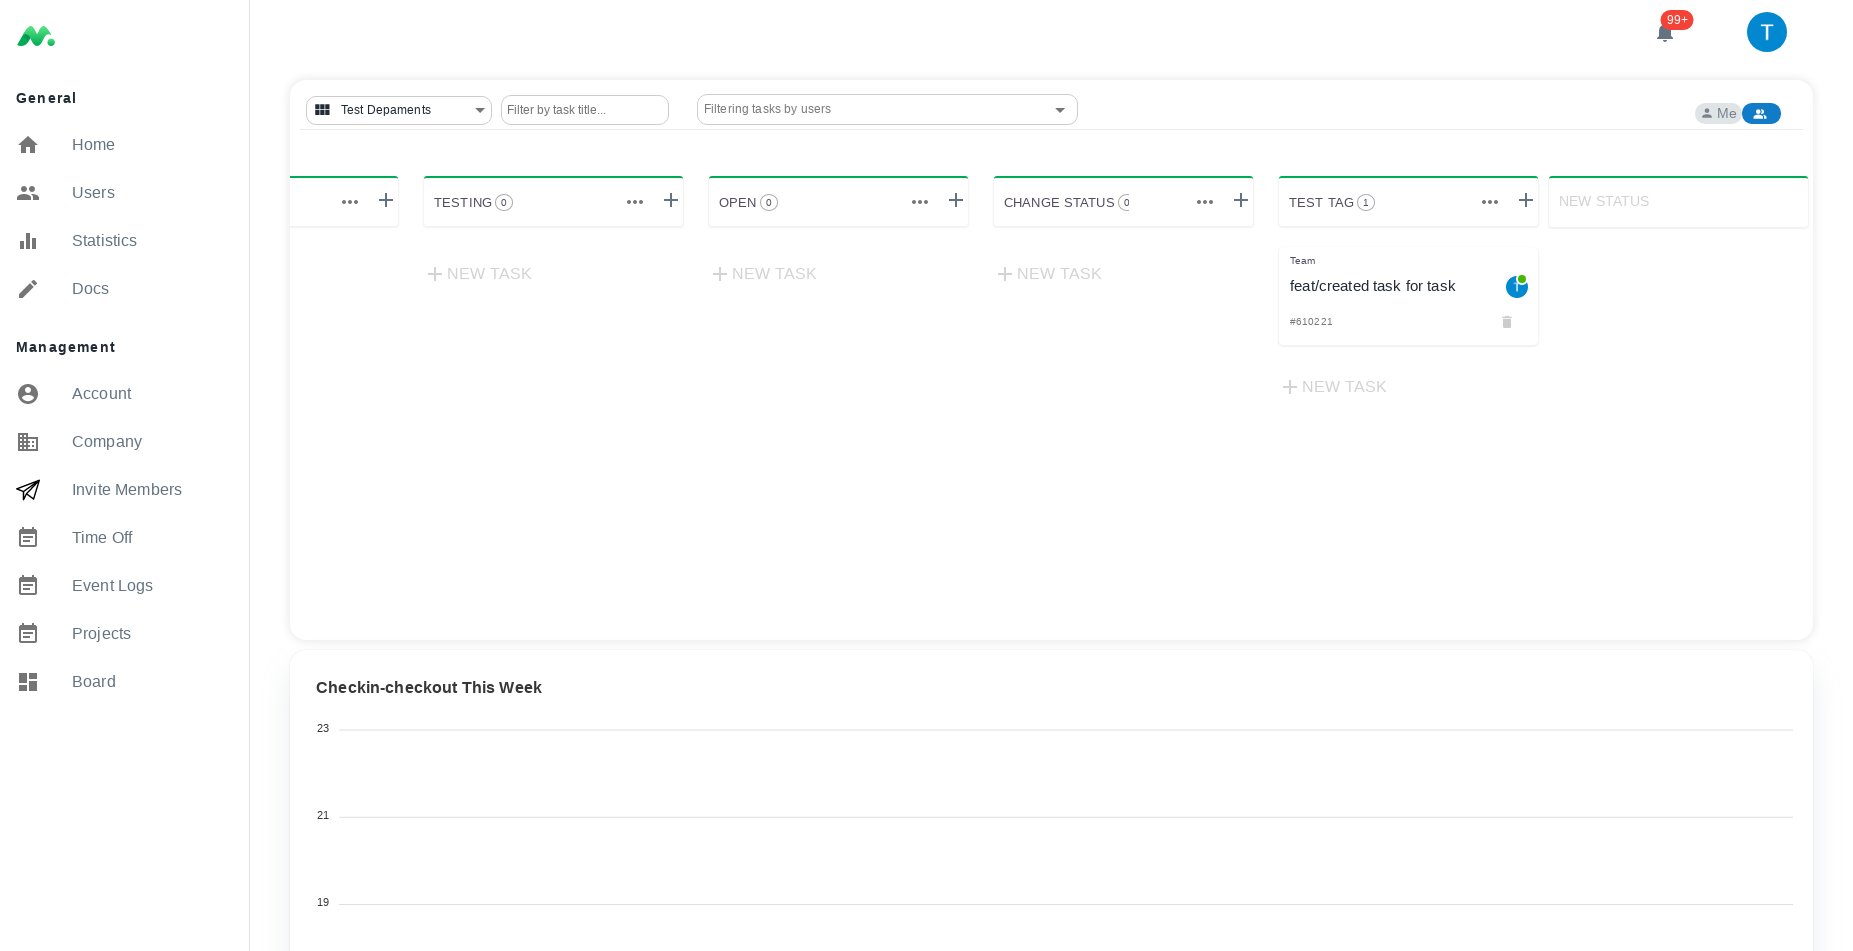 99+
T
General
Home
Users
Statistics
Docs
Management
Account
Company
Invite Members
Time Off
Event Logs
Projects
Board
Test Depaments
Filter by task title...
Filtering tasks by users
Me
TESTING 0
OPEN 0
CHANGE STATUS 0
TEST TAG 1
NEW STATUS
NEW TASK
NEW TASK
NEW TASK
Team
feat/created task for task
T
#610221
NEW TASK
Checkin-checkout This Week
23
21
19